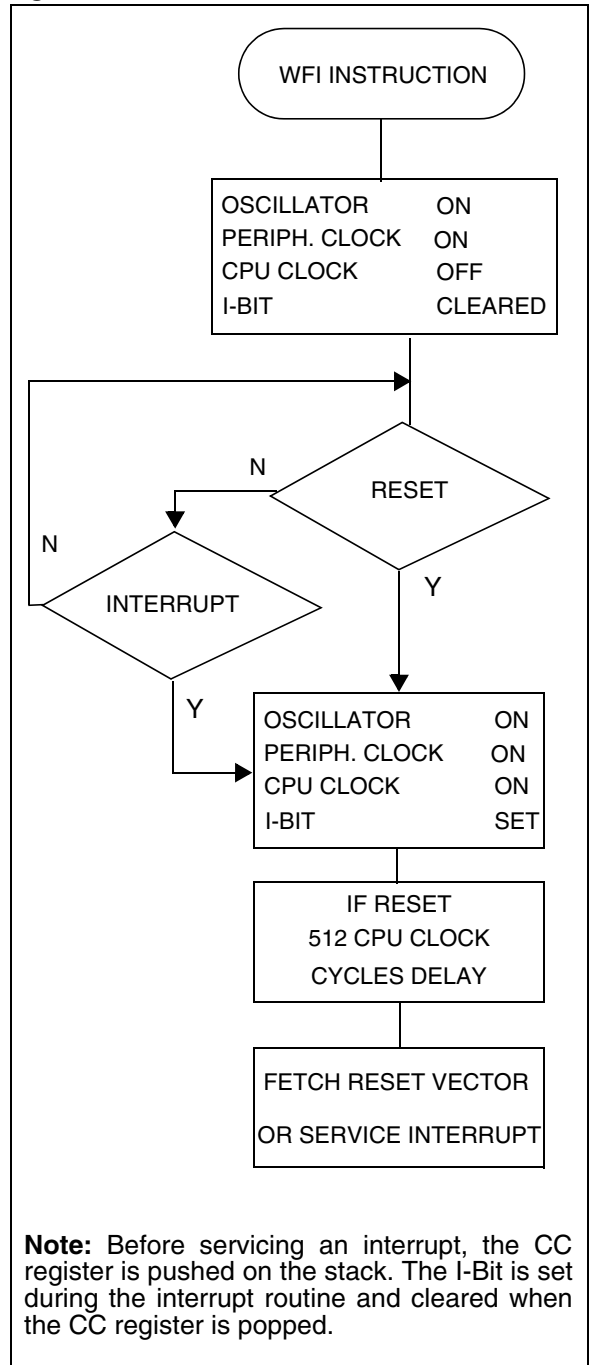 WFI INSTRUCTION
OSCILLATOR ON
PERIPH. CLOCK ON
CPU CLOCK OFF
I-BIT CLEARED
N
RESET
N
INTERRUPT
Y
Y
OSCILLATOR ON
PERIPH. CLOCK ON
CPU CLOCK ON
I-BIT SET
IF RESET
512 CPU CLOCK
CYCLES DELAY
FETCH RESET VECTOR
OR SERVICE INTERRUPT
Note: Before servicing an interrupt, the CC
register is pushed on the stack. The I-Bit is set
during the interrupt routine and cleared when
the CC register is popped.